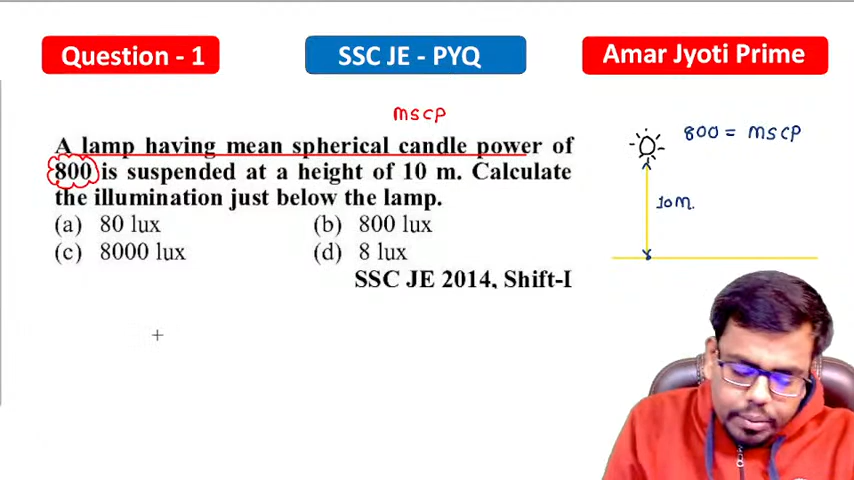 Question - 1
SSC JE - PYQ
Amar Jyoti Prime
MSCP
A lamp having mean spherical candle power of
800 is suspended at a height of 10 m. Calculate
the illumination just below the lamp.
(a) 80 lux
(b) 800 lux
(c) 8000 lux
(d) 8 lux
SSC JE 2014, Shift-I
800 = MSCP
10M.